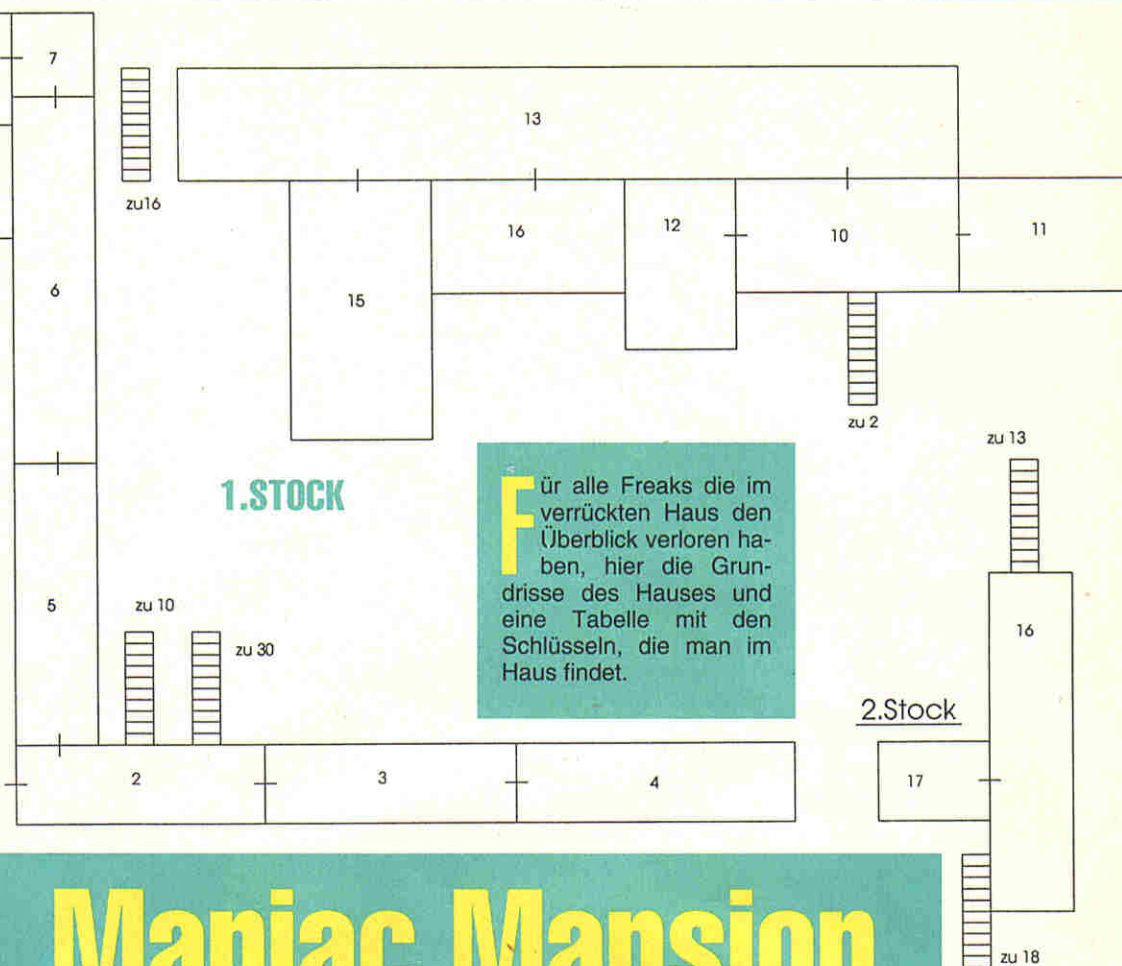 7
13
zu16
16
12
10
11
6
15
zu 2
zu 13
1.STOCK
Für alle Freaks die im
verrückten Haus den
Überblick verloren ha-
ben, hier die Grun-
drisse des Hauses und
eine Tabelle mit den
Schlüsseln, die man im
Haus findet.
5
zu 10
zu 30
16
2.Stock
2
3
4
17
Maniac Mansion
zu 18